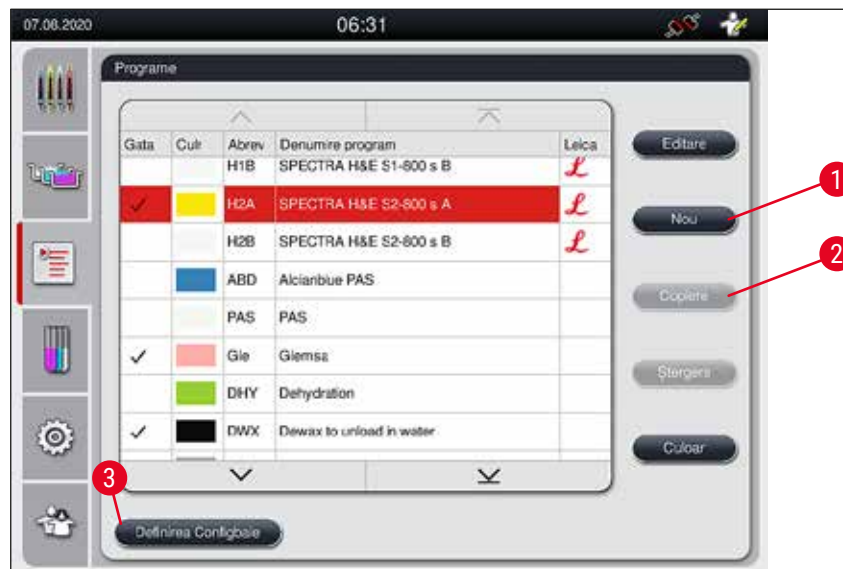 07.08.2020 06:31
Programe
Gata Culr Abrev Denumire program Leica
H1B SPECTRA H&E S1-800 s B
H2A SPECTRA H&E S2-800 s A
H2B SPECTRA H&E S2-800 s B
ABD Alcianblue PAS
PAS PAS
Gie Giemsa
DHY Dehydration
DWX Dewax to unload in water
Editare
1
Nou
2
Copiere
Ștergere
Culoar
3
Definirea Configbaie